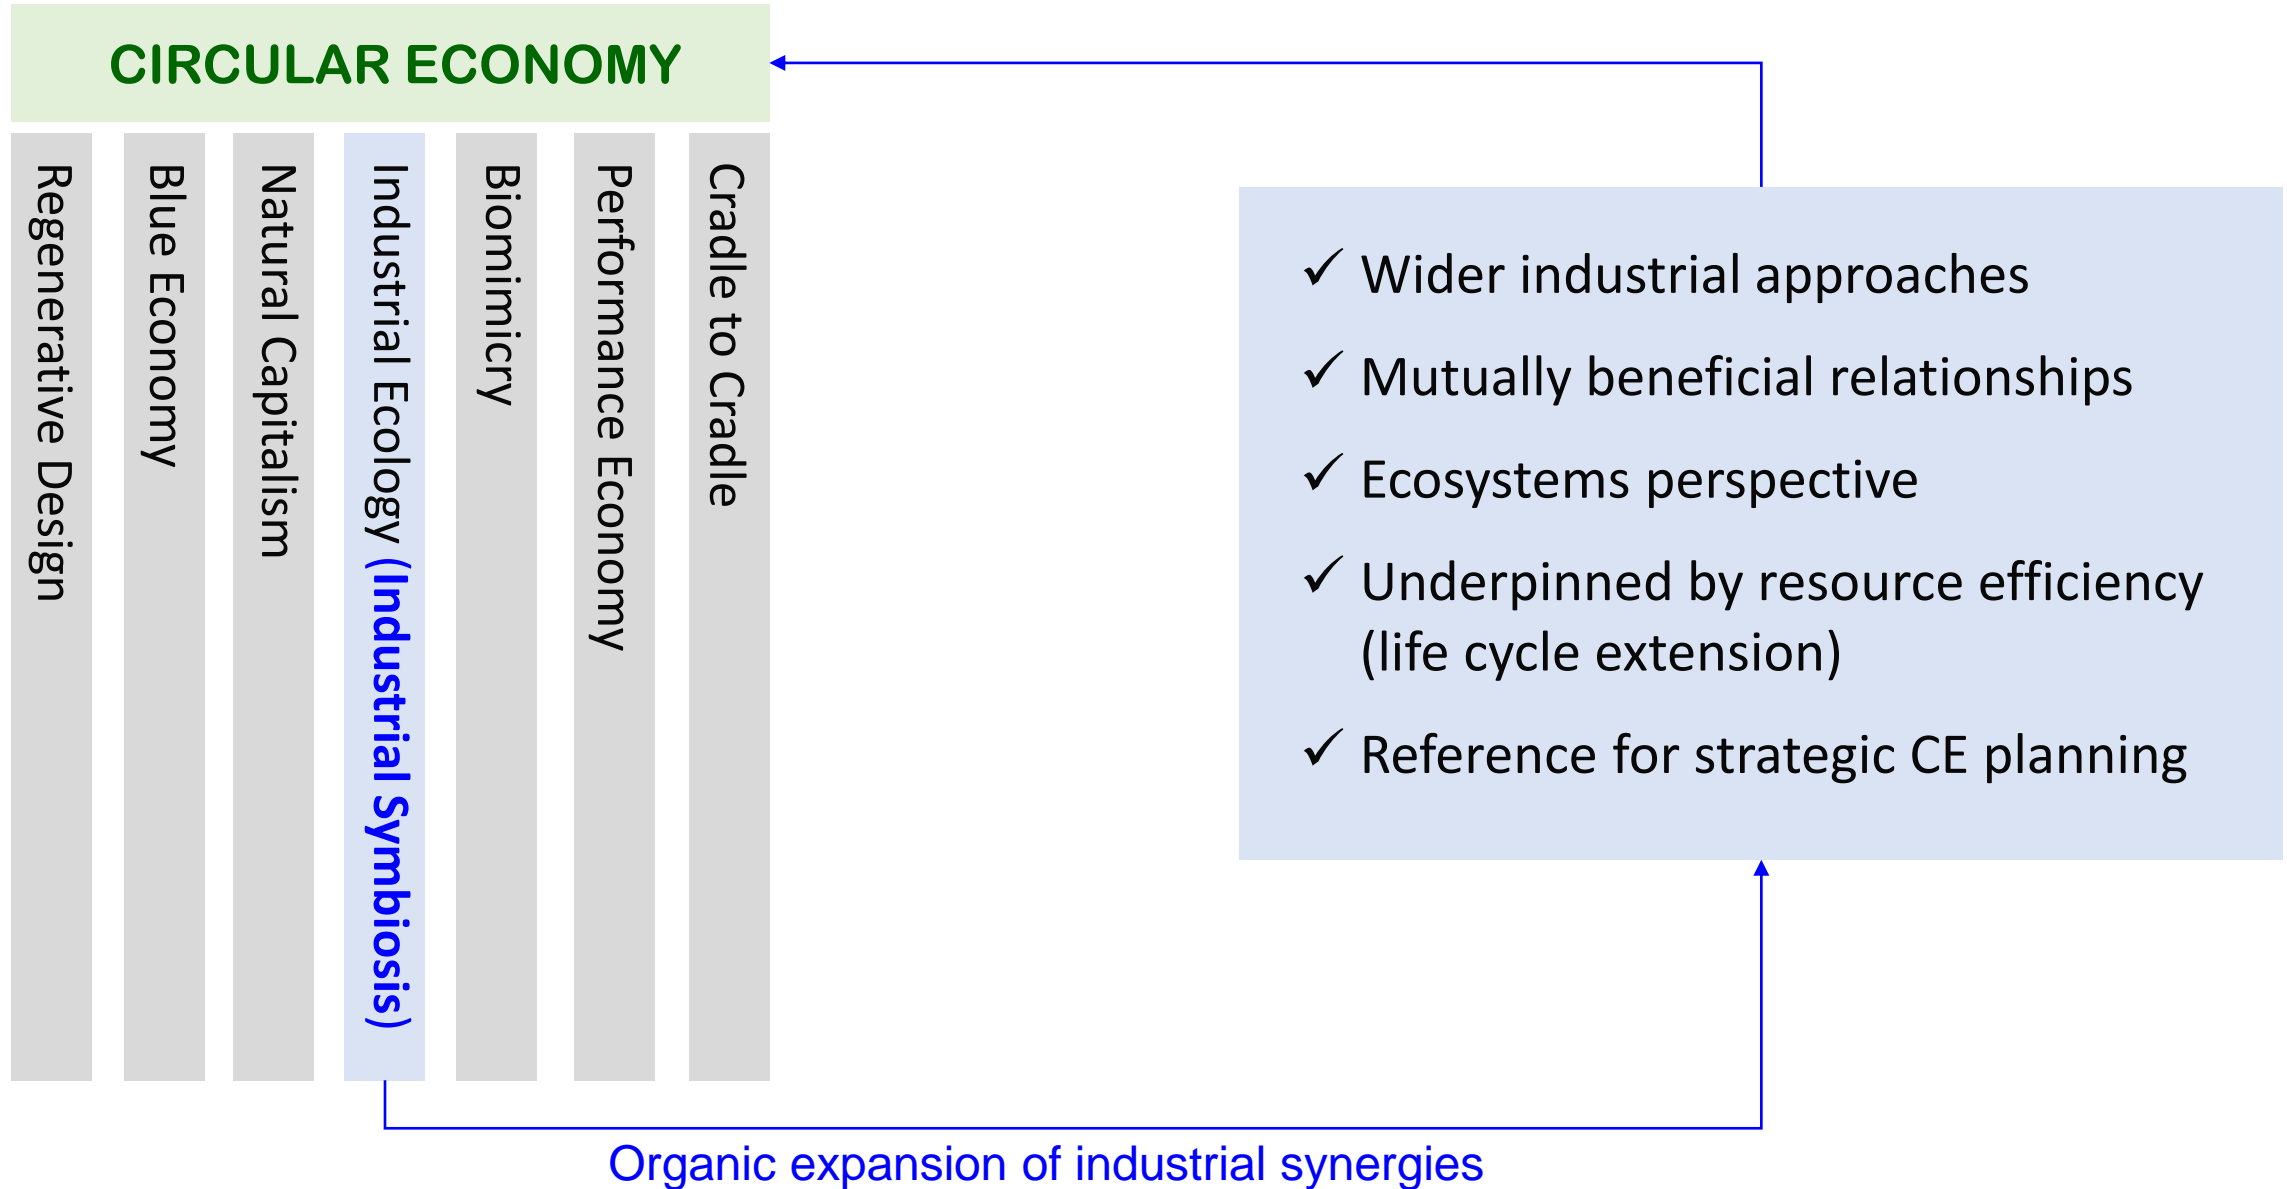 CIRCULAR ECONOMY
Regenerative Design
Blue Economy
Natural Capitalism
Industrial Ecology (Industrial Symbiosis)
Biomimicry
Performance Economy
Cradle to Cradle
✓ Wider industrial approaches
✓ Mutually beneficial relationships
✓ Ecosystems perspective
✓ Underpinned by resource efficiency
(life cycle extension)
✓ Reference for strategic CE planning
Organic expansion of industrial synergies